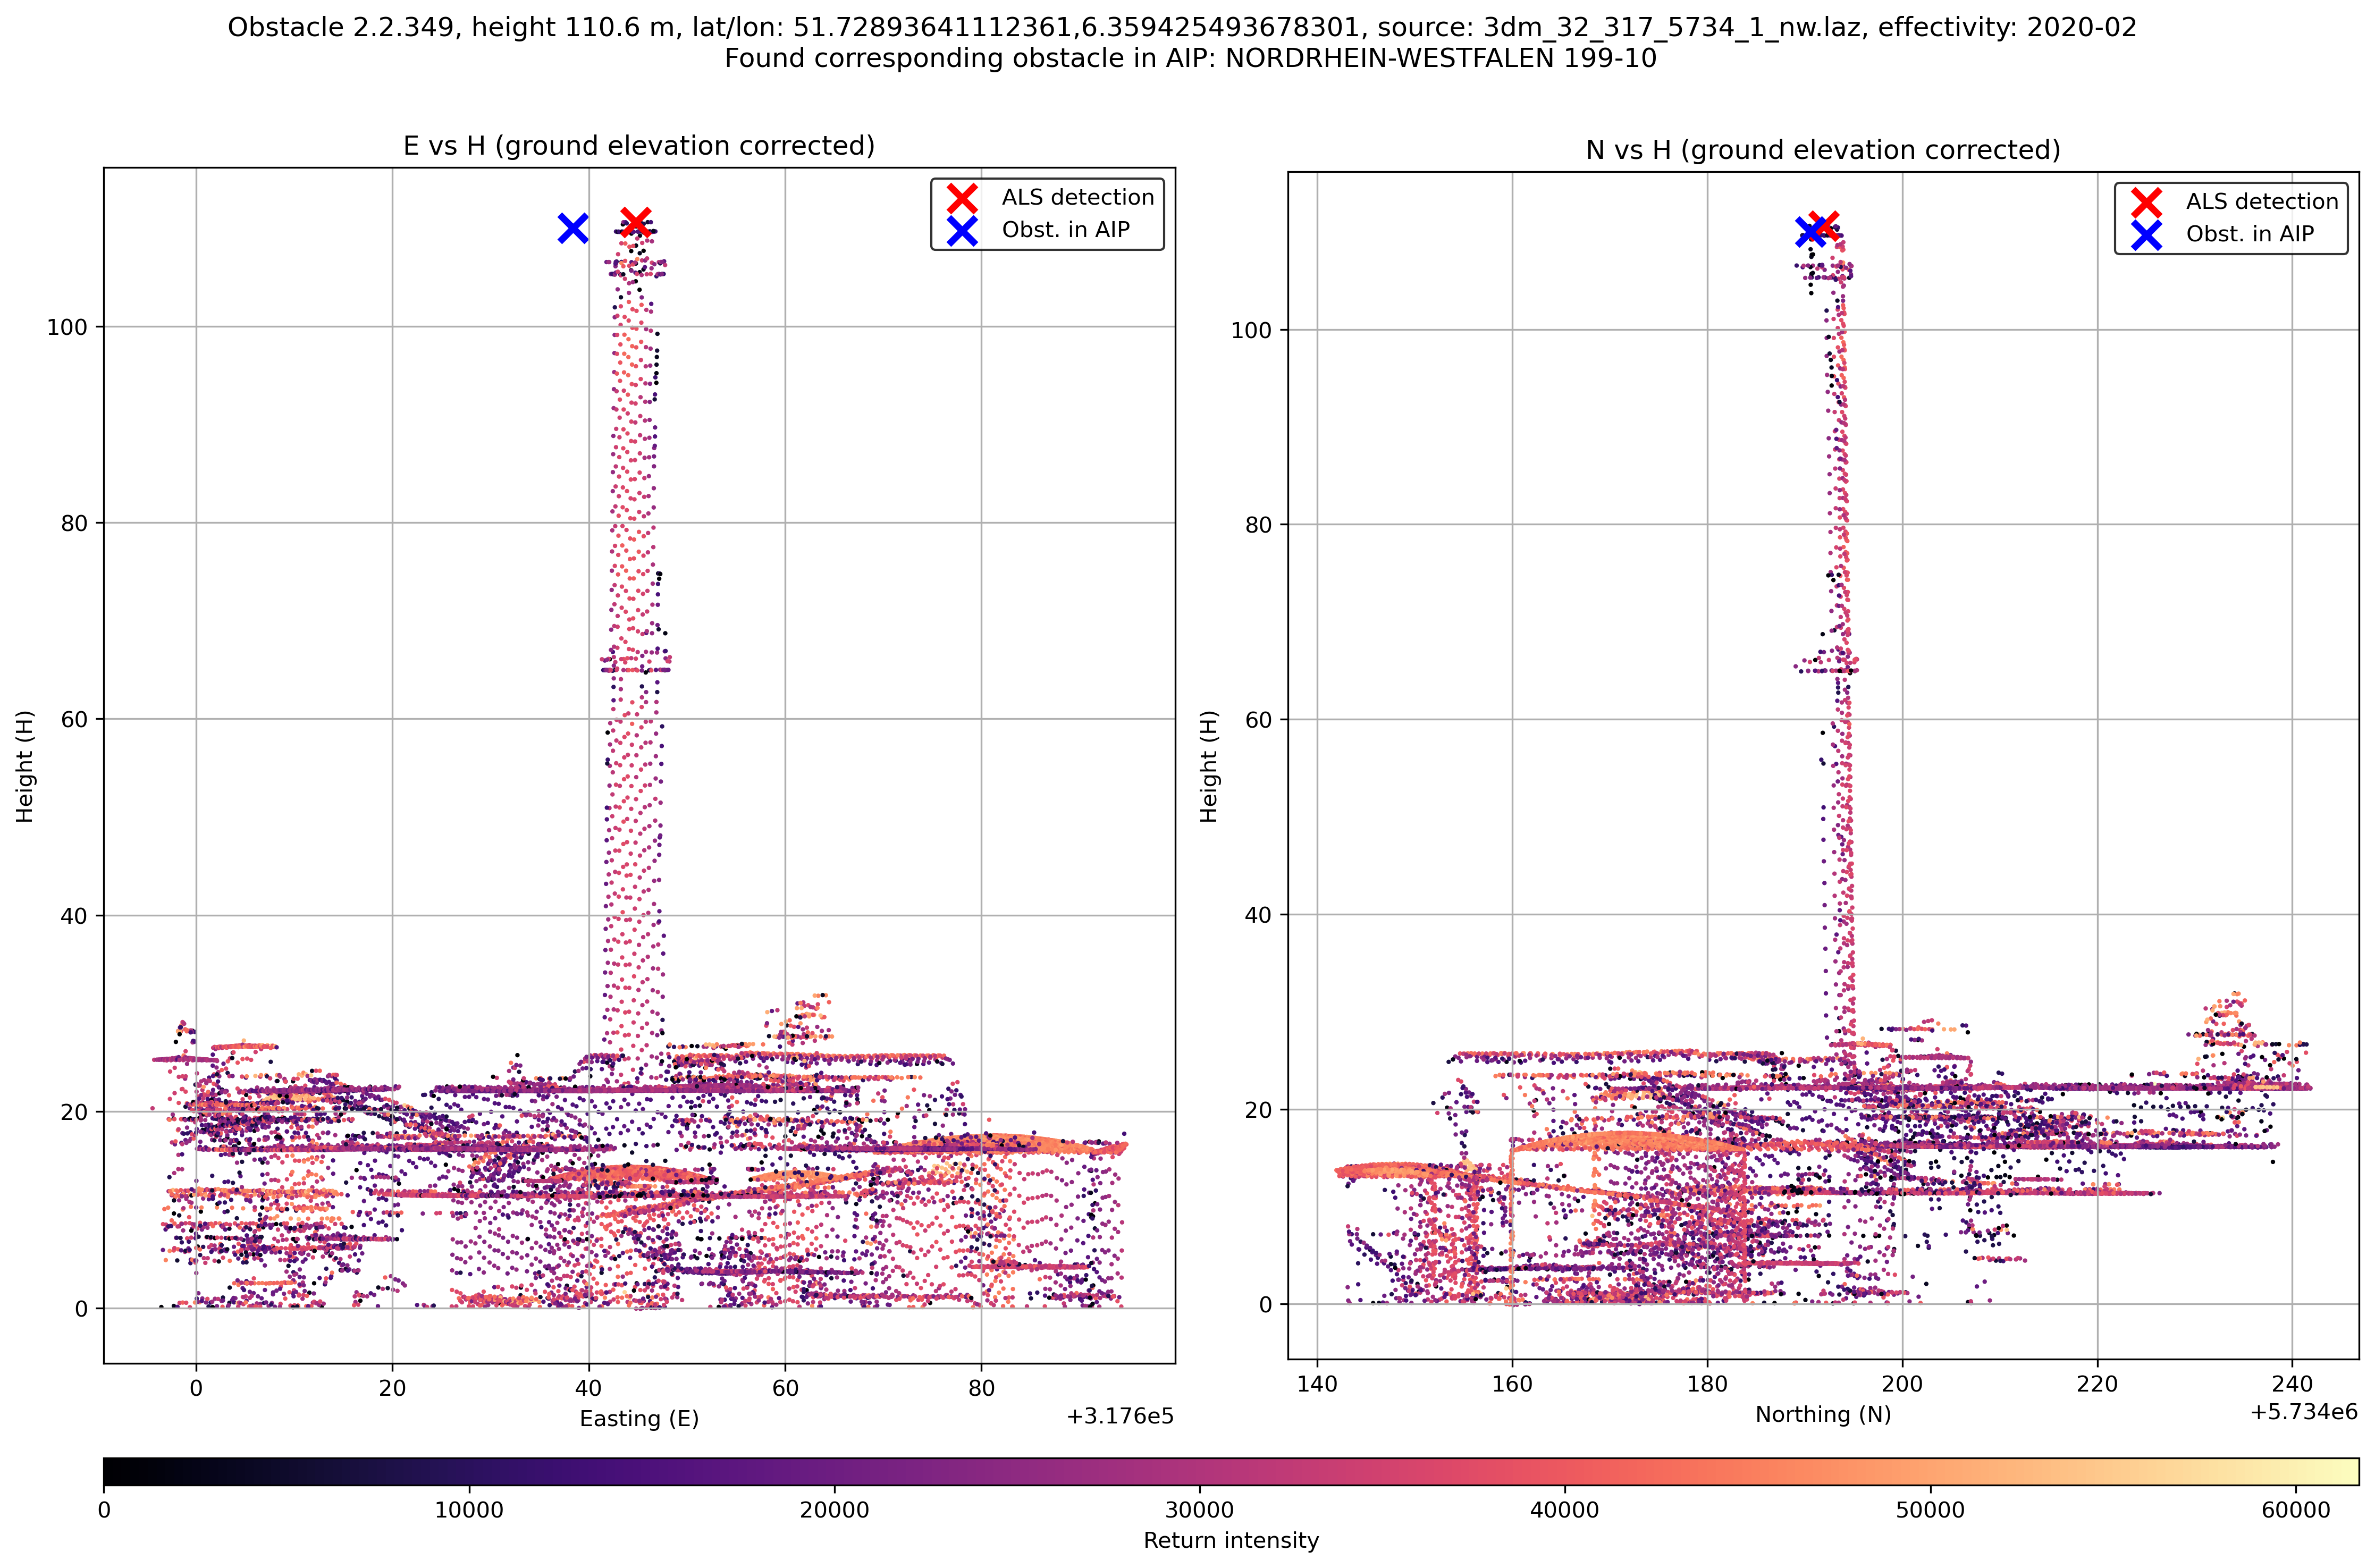 Obstacle 2.2.349, height 110.6 m, lat/lon: 51.72893641112361,6.359425493678301, source: 3dm_32_317_5734_1_nw.laz, effectivity: 2020-02
Found corresponding obstacle in AIP: NORDRHEIN-WESTFALEN 199-10
E vs H (ground elevation corrected)
ALS detection
Obst. in AIP
100
80
60
40
20
0
Height (H)
0 20 40 60 80
Easting (E)
+3.176e5
N vs H (ground elevation corrected)
ALS detection
Obst. in AIP
100
80
60
40
20
0
Height (H)
140 160 180 200 220 240
Northing (N)
+5.734e6
0 10000 20000 30000 40000 50000 60000
Return intensity